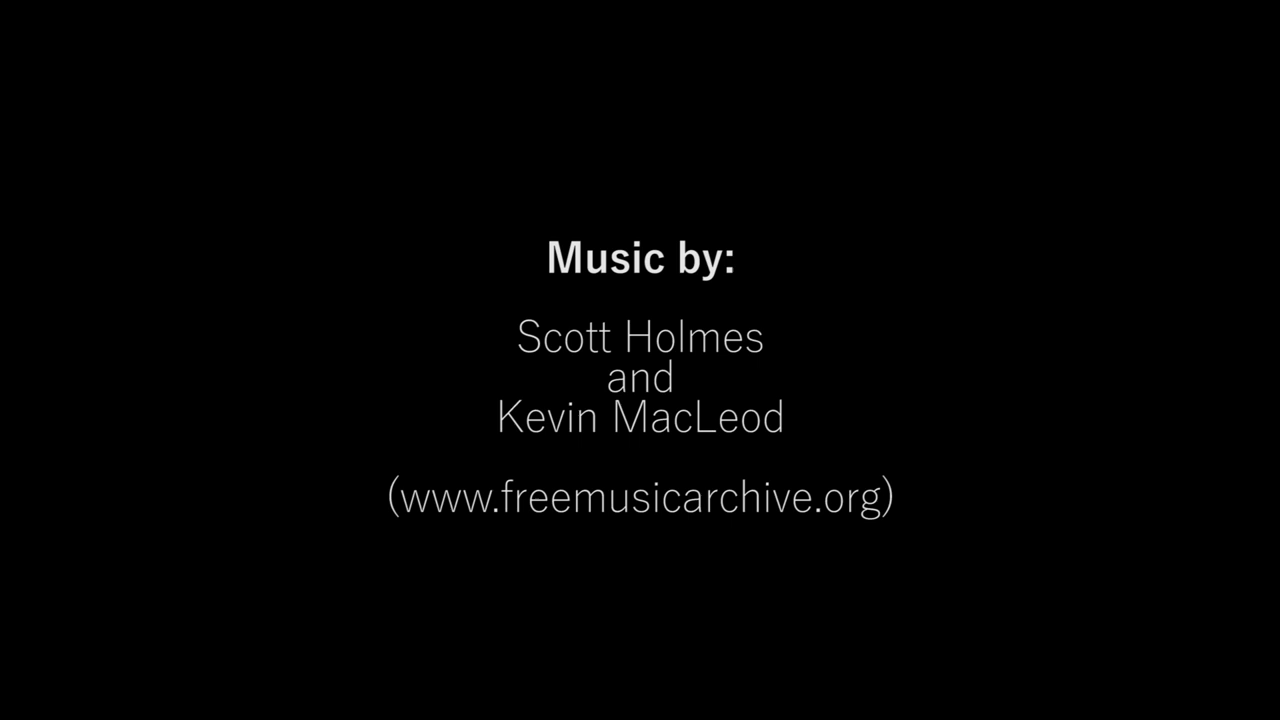 Music by:
Scott Holmes
and
Kevin MacLeod
(www.freemusicarchive.org)